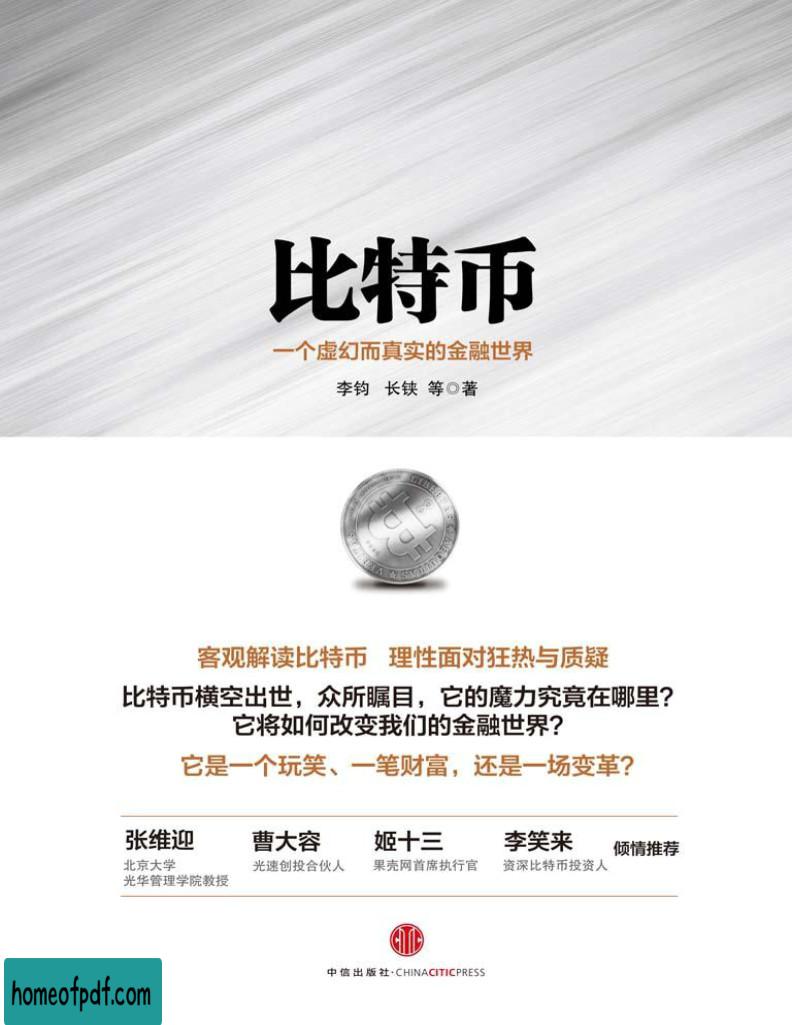 比特币
一个虚幻而真实的金融世界
李钧 长铗 等◎著
客观解读比特币 理性面对狂热与质疑
比特币横空出世，众所瞩目，它的魔力究竟在哪里？
它将如何改变我们的金融世界？
它是一个玩笑、一笔财富，还是一场变革？
张维迎 曹大容 姬十三 李笑来 倾情推荐
北京大学
光华管理学院教授
光速创投合伙人
果壳网首席执行官
资深比特币投资人
中信出版社·CHINACITICPRESS
homeofpdf.com